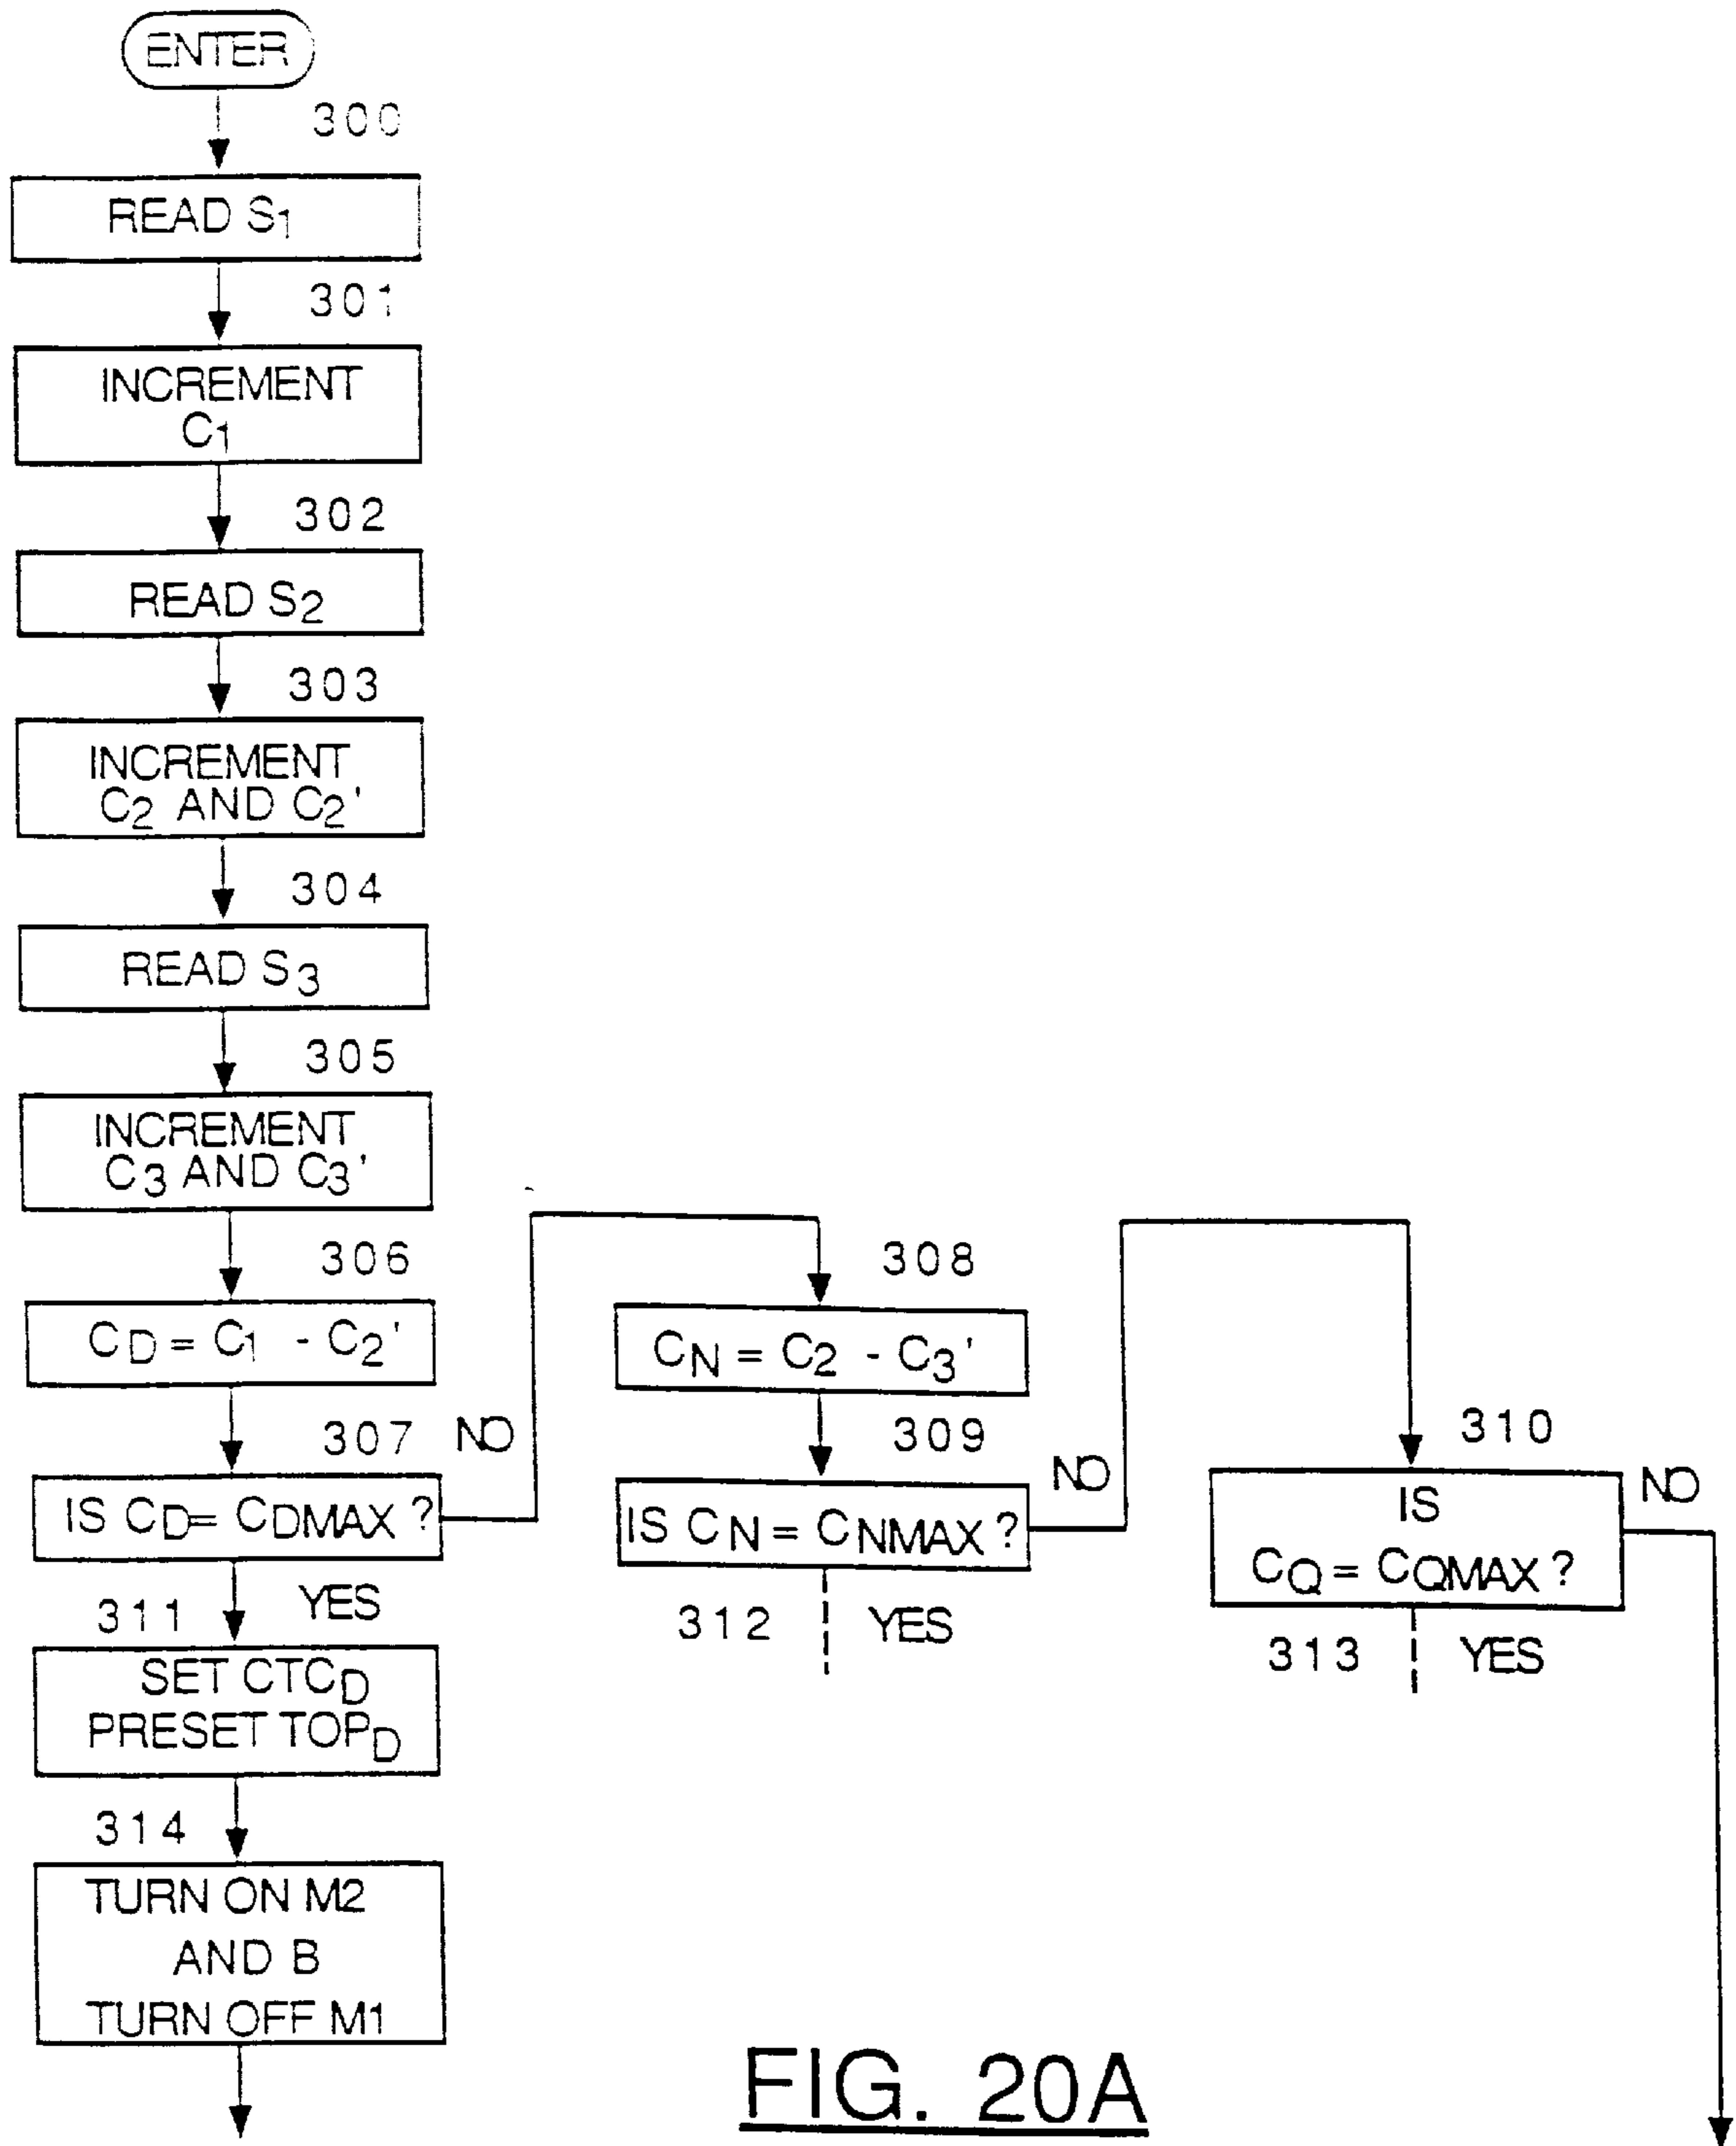 ENTER
300
READ S1
301
INCREMENT
C1
302
READ S2
303
INCREMENT
C2 AND C2'
304
READ S3
305
INCREMENT
C3 AND C3'
306
CD = C1 - C2'
307
NO
IS CD = CDMAX ?
308
CN = C2 - C3'
309
NO
IS CN = CNMAX ?
310
NO
IS
CQ = CQMAX ?
311
YES
SET CTCD
PRESET TOPD
312
YES
313
YES
314
TURN ON M2
AND B
TURN OFF M1
FIG. 20A